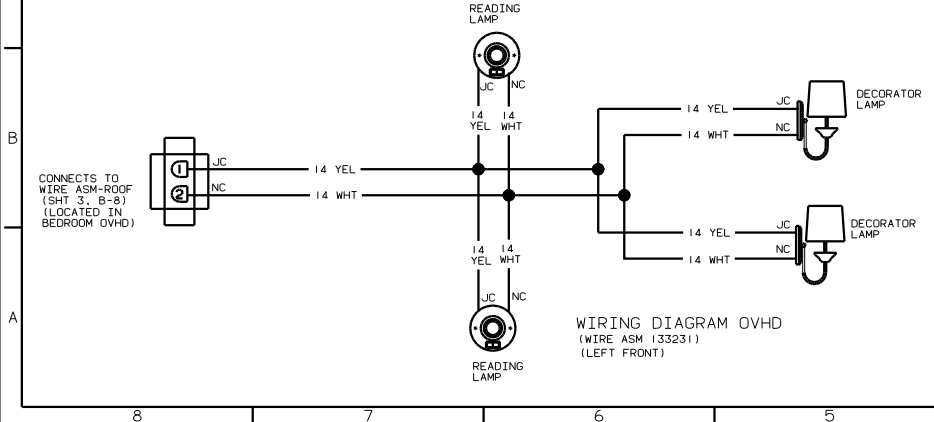 READING
LAMP
JC NC
14 YEL 14 WHT
14 YEL JC
DECORATOR
LAMP
14 WHT NC
B
1 JC 14 YEL
2 NC 14 WHT
CONNECTS TO
WIRE ASM-ROOF
(SHT 3, B-8)
(LOCATED IN
BEDROOM OVHD)
14 YEL JC
DECORATOR
LAMP
14 WHT NC
14 YEL 14 WHT
JC NC
A
READING
LAMP
WIRING DIAGRAM OVHD
(WIRE ASM 133231)
(LEFT FRONT)
8 7 6 5